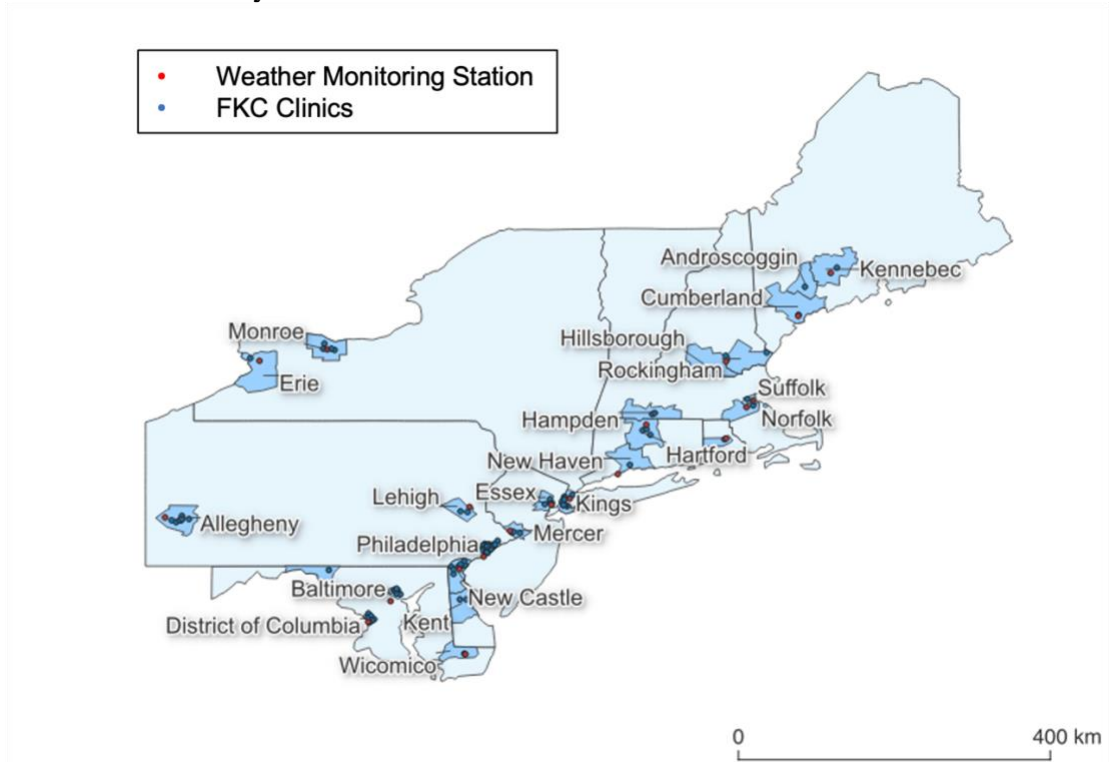 Weather Monitoring Station
FKC Clinics
Androscoggin
Kennebec
Cumberland
Monroe
Hillsborough
Rockingham
Erie
Suffolk
Hampden
Norfolk
Hartford
New Haven
Lehigh
Essex
Kings
Allegheny
Mercer
Philadelphia
Baltimore
New Castle
District of Columbia
Kent
Wicomico
0 400 km